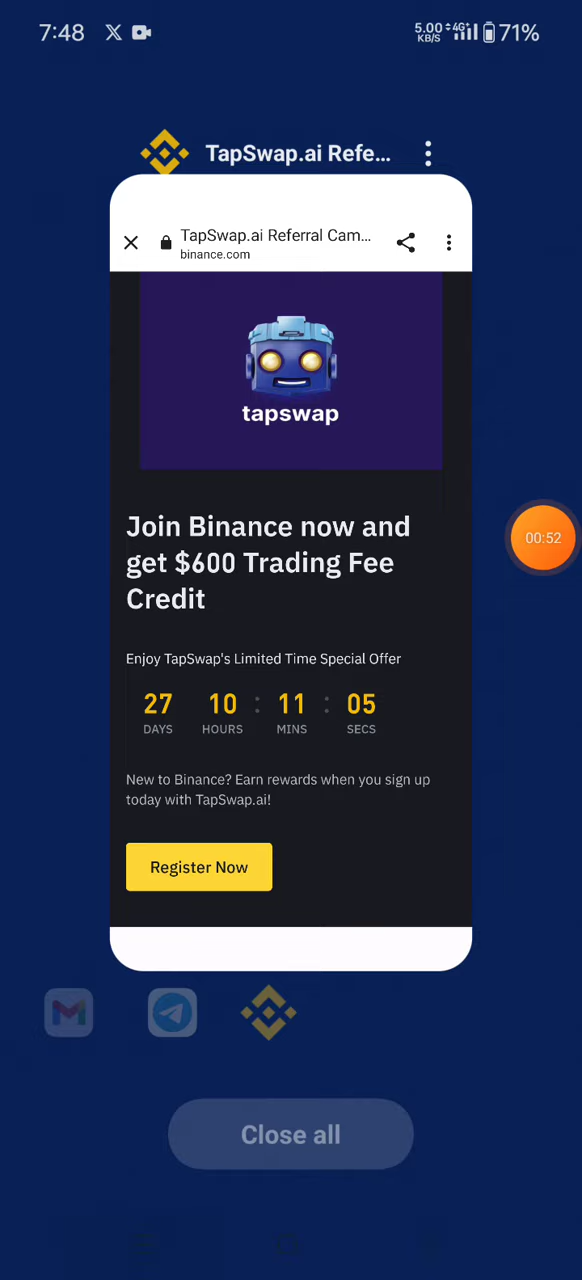 7:48
5.00 KB/S 4G+ 71%
TapSwap.ai Refe...
TapSwap.ai Referral Cam...
binance.com
tapswap
Join Binance now and
get $600 Trading Fee
Credit
Enjoy TapSwap's Limited Time Special Offer
27 10 : 11 : 05
DAYS HOURS MINS SECS
New to Binance? Earn rewards when you sign up
today with TapSwap.ai!
Register Now
00:52
Close all